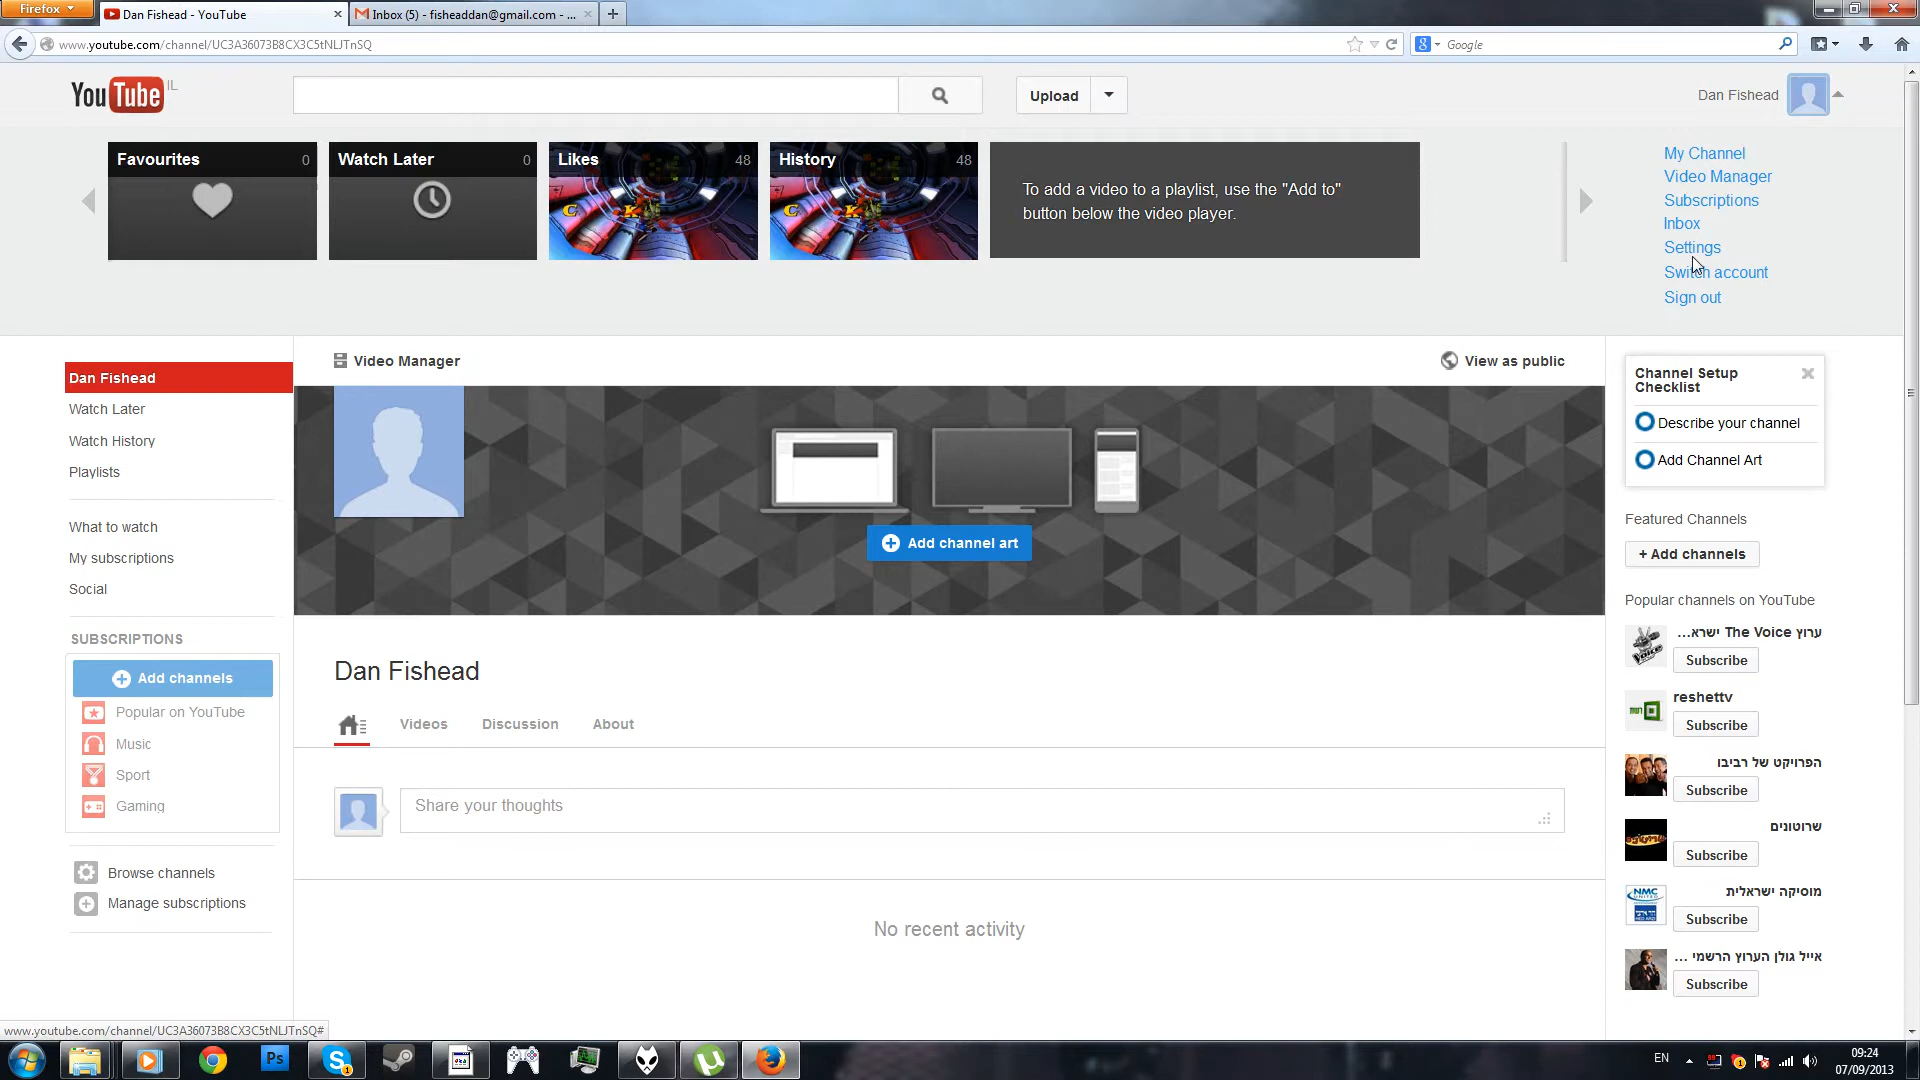 Firefox
Dan Fishead - YouTube
Inbox (5) - fisheaddan@gmail.com - ...
www.youtube.com/channel/UC3A36073B8CX3C5tNLJTnSQ
Google
YouTube IL
Upload
Dan Fishead
Favourites 0
Watch Later 0
Likes 48
History 48
To add a video to a playlist, use the "Add to"
button below the video player.
My Channel
Video Manager
Subscriptions
Inbox
Settings
Switch account
Sign out
Dan Fishead
Watch Later
Watch History
Playlists
What to watch
My subscriptions
Social
SUBSCRIPTIONS
Add channels
Popular on YouTube
Music
Sport
Gaming
Browse channels
Manage subscriptions
Video Manager
View as public
Add channel art
Dan Fishead
Videos
Discussion
About
Share your thoughts
No recent activity
Channel Setup
Checklist
Describe your channel
Add Channel Art
Featured Channels
+ Add channels
Popular channels on YouTube
ערוץ The Voice ישרא...
Subscribe
reshettv
Subscribe
הפרויקט של רביבו
Subscribe
שרוטונים
Subscribe
מוסיקה ישראלית
Subscribe
אייל גולן הערוץ הרשמי ...
Subscribe
www.youtube.com/channel/UC3A36073B8CX3C5tNLJTnSQ#
Ps
EN
09:24
07/09/2013